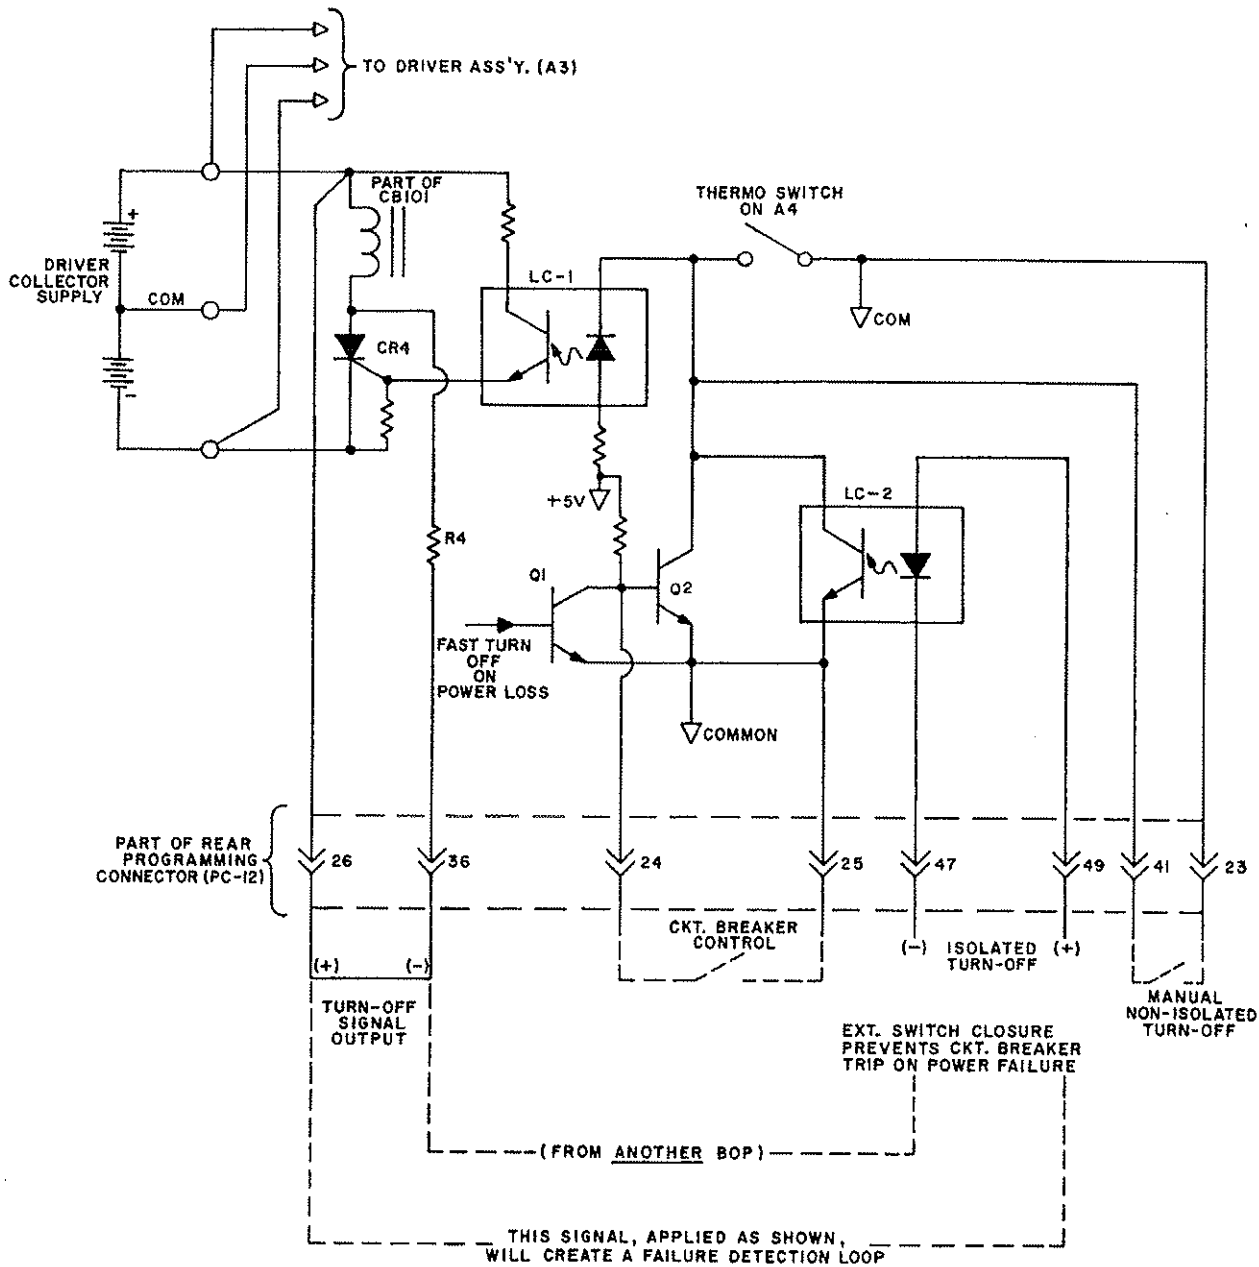 TO DRIVER ASS'Y. (A3)
PART OF
CB101
THERMO SWITCH
ON A4
+
DRIVER
COLLECTOR
SUPPLY
COM
-
LC-1
COM
CR4
+5V
LC-2
R4
Q1
Q2
FAST TURN
OFF
ON
POWER LOSS
COMMON
PART OF REAR
PROGRAMMING
CONNECTOR (PC-12)
26
36
24
25
47
49
41
23
CKT. BREAKER
CONTROL
(-) ISOLATED (+)
TURN-OFF
(+) (-)
TURN-OFF
SIGNAL
OUTPUT
MANUAL
NON-ISOLATED
TURN-OFF
EXT. SWITCH CLOSURE
PREVENTS CKT. BREAKER
TRIP ON POWER FAILURE
(FROM ANOTHER BOP)
THIS SIGNAL, APPLIED AS SHOWN,
WILL CREATE A FAILURE DETECTION LOOP